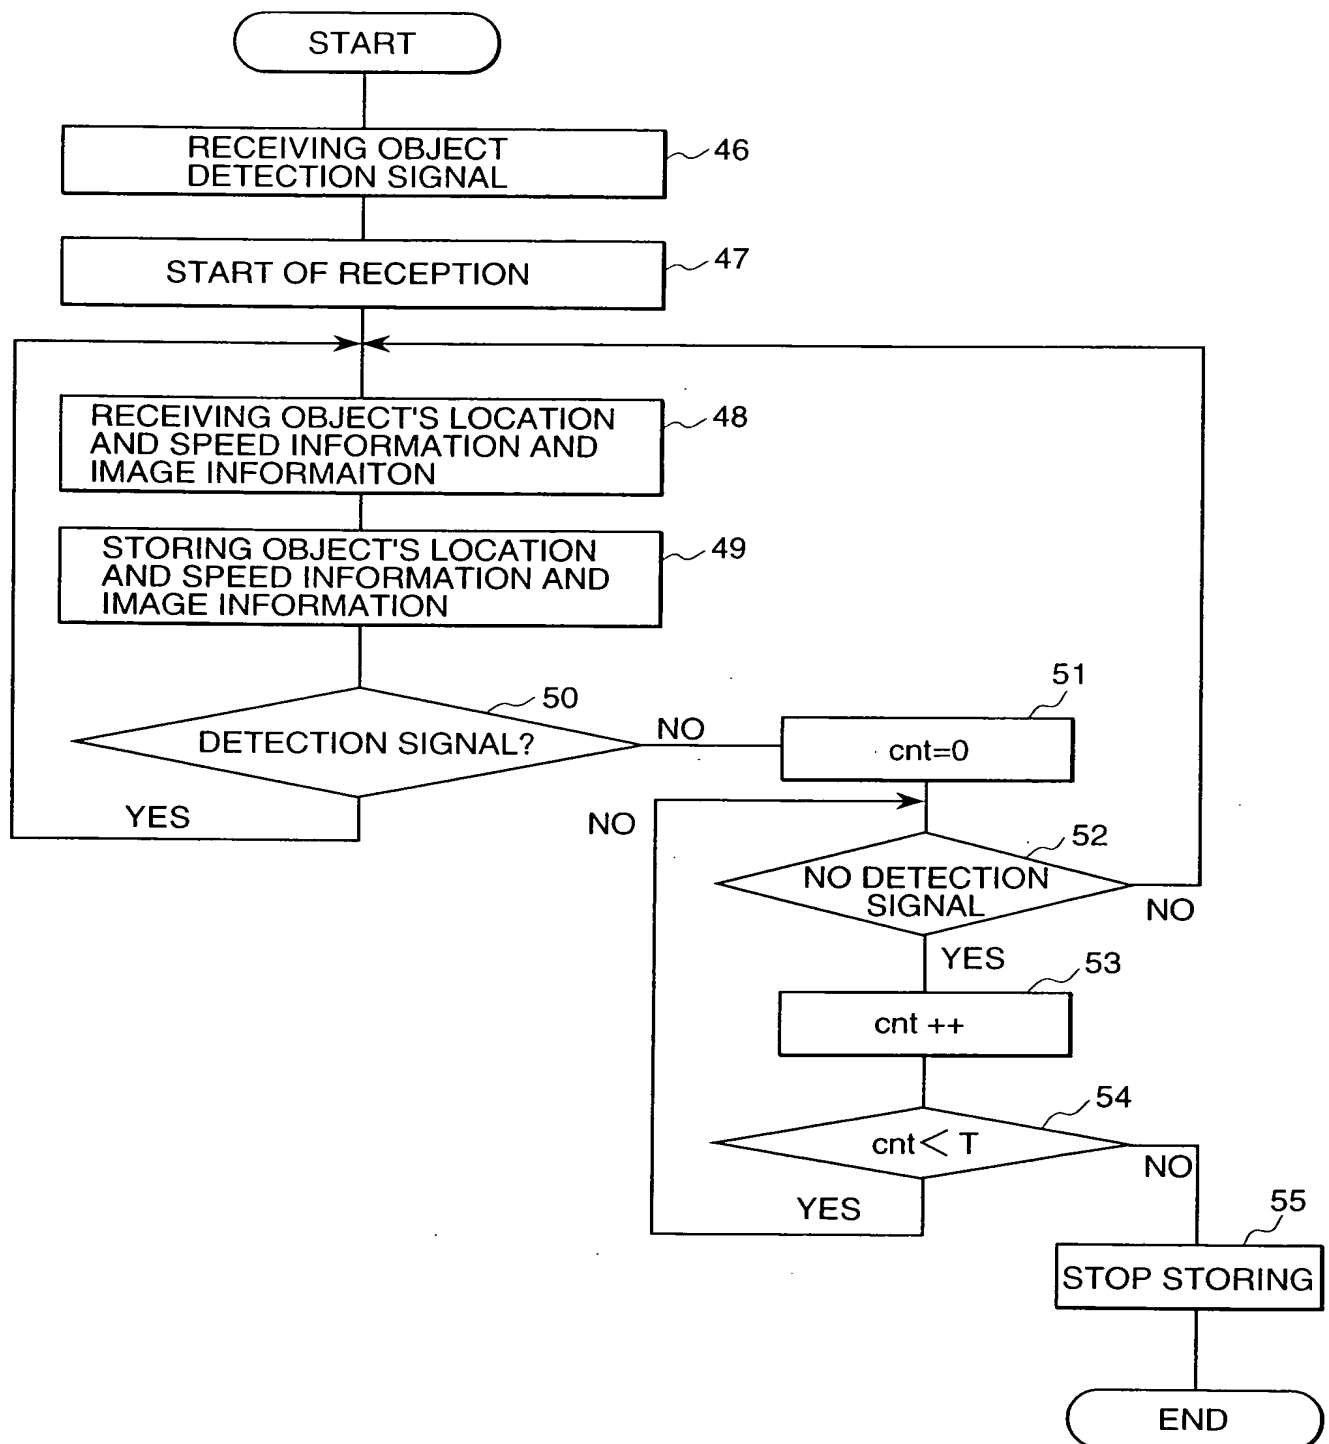 START
RECEIVING OBJECT
DETECTION SIGNAL
46
START OF RECEPTION
47
RECEIVING OBJECT'S LOCATION
AND SPEED INFORMATION AND
IMAGE INFORMAITON
48
STORING OBJECT'S LOCATION
AND SPEED INFORMATION AND
IMAGE INFORMATION
49
DETECTION SIGNAL?
50
NO
YES
cnt=0
51
NO
NO DETECTION
SIGNAL
52
NO
YES
cnt ++
53
cnt < T
54
NO
YES
STOP STORING
55
END